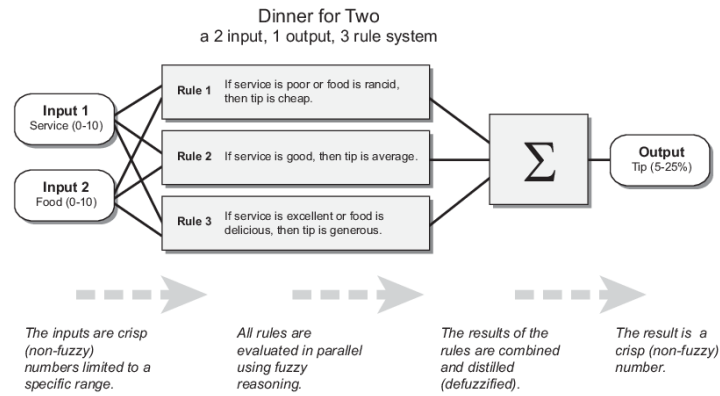 Dinner for Two
a 2 input, 1 output, 3 rule system
Input 1
Service (0-10)
Input 2
Food (0-10)
Rule 1
If service is poor or food is rancid,
then tip is cheap.
Rule 2
If service is good, then tip is average.
Rule 3
If service is excellent or food is
delicious, then tip is generous.
Σ
Output
Tip (5-25%)
The inputs are crisp
(non-fuzzy)
numbers limited to a
specific range.
All rules are
evaluated in parallel
using fuzzy
reasoning.
The results of the
rules are combined
and distilled
(defuzzified).
The result is a
crisp (non-fuzzy)
number.